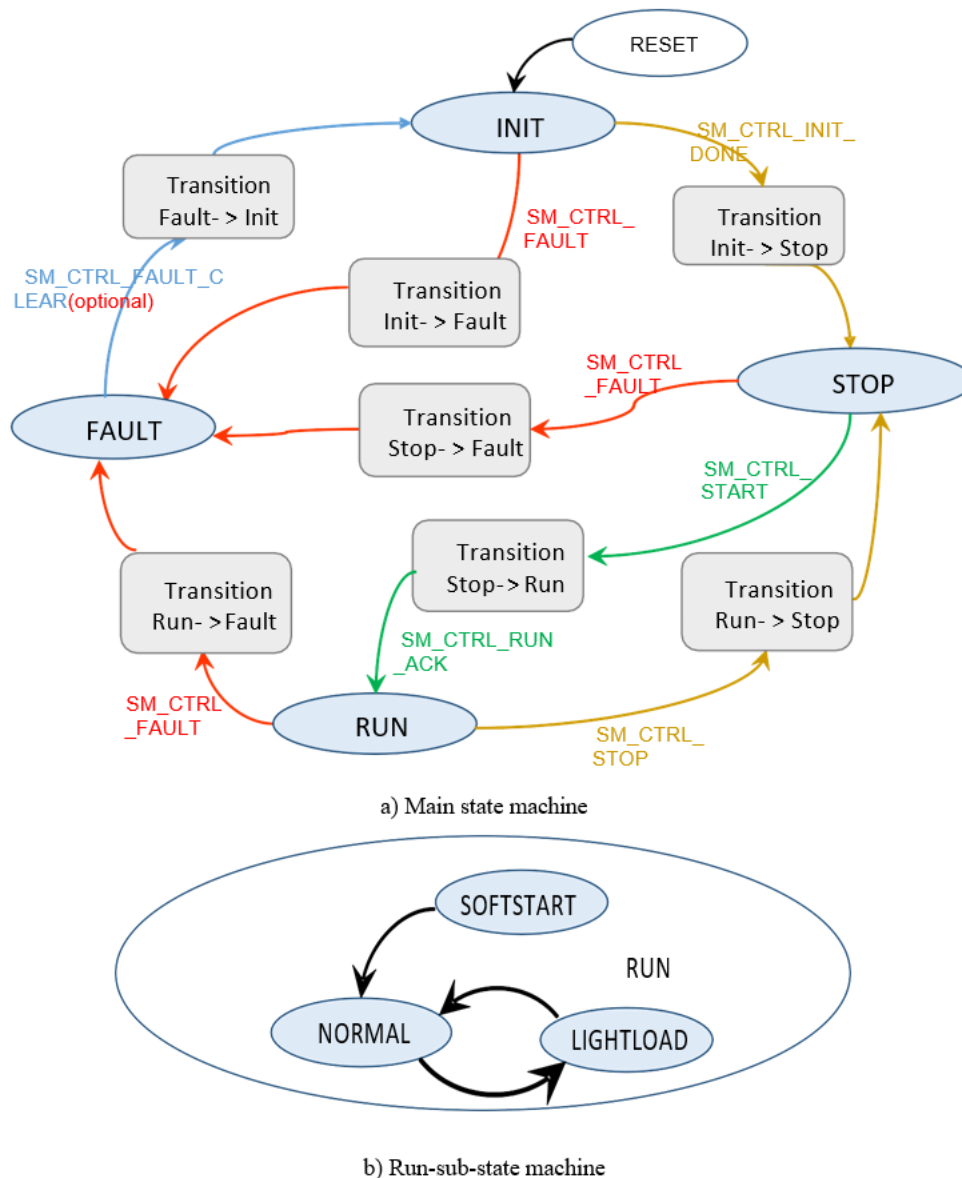 RESET
INIT
SM_CTRL_INIT_
DONE
Transition
Fault- > Init
Transition
Init- > Stop
SM_CTRL_
FAULT
SM_CTRL_FAULT_C
LEAR(optional)
Transition
Init- > Fault
SM_CTRL
_FAULT
STOP
FAULT
Transition
Stop- > Fault
SM_CTRL_
START
Transition
Stop-> Run
Transition
Run- >Fault
Transition
Run- > Stop
SM_CTRL_RUN
_ACK
SM_CTRL
_FAULT
RUN
SM_CTRL_
STOP
a) Main state machine
SOFTSTART
RUN
NORMAL
LIGHTLOAD
b) Run-sub-state machine